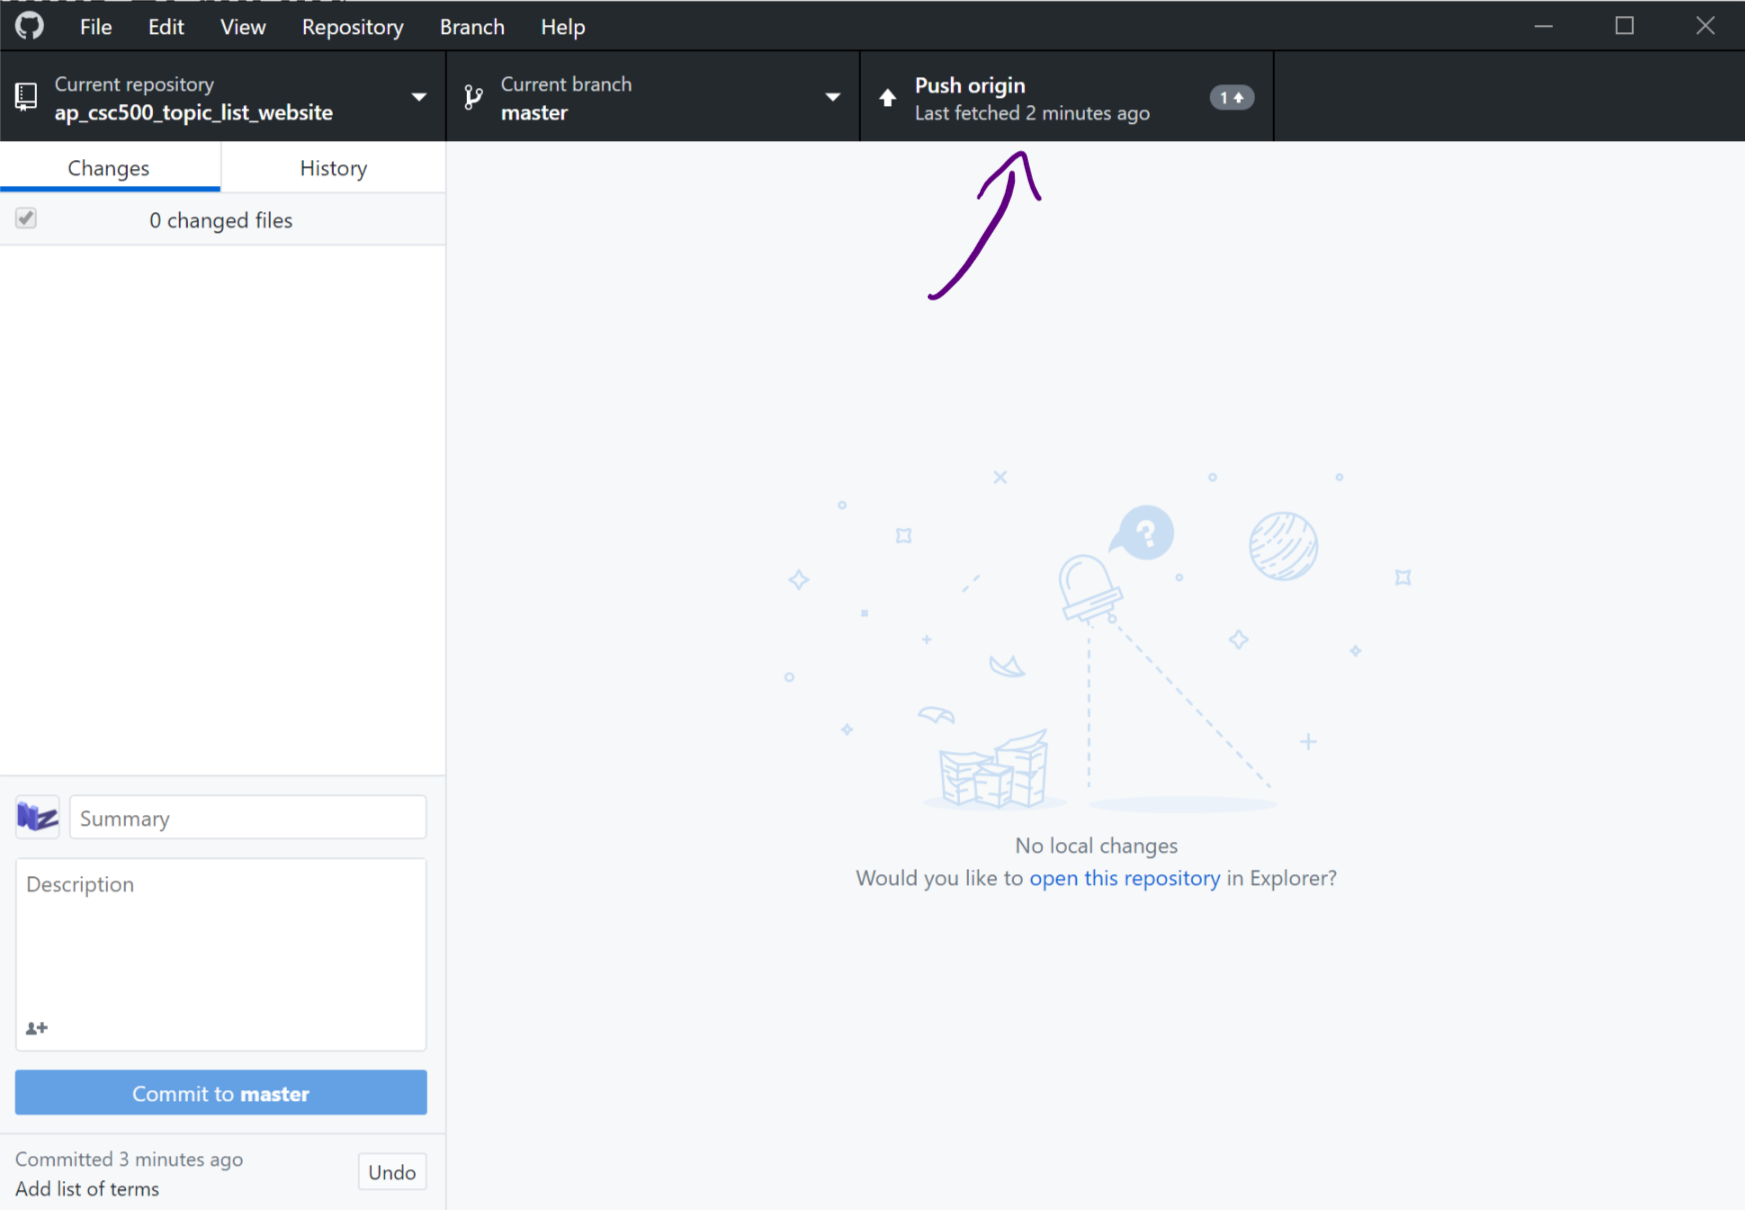 File Edit View Repository Branch Help
Current repository
ap_csc500_topic_list_website
Current branch
master
Push origin
Last fetched 2 minutes ago
1
Changes History
0 changed files
?
No local changes
Would you like to open this repository in Explorer?
NZ
Summary
Description
Commit to master
Committed 3 minutes ago
Add list of terms
Undo